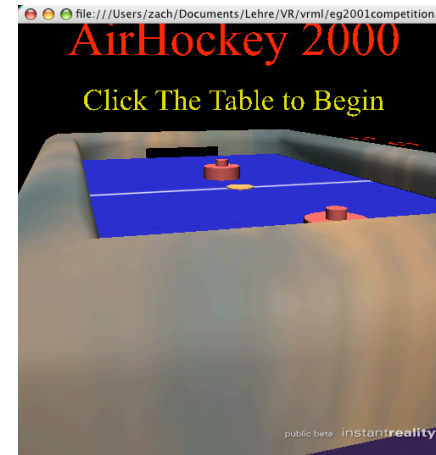 file:///Users/zach/Documents/Lehre/VR/vrml/eg2001competition.
AirHockey 2000
Click The Table to Begin
public beta instantreality